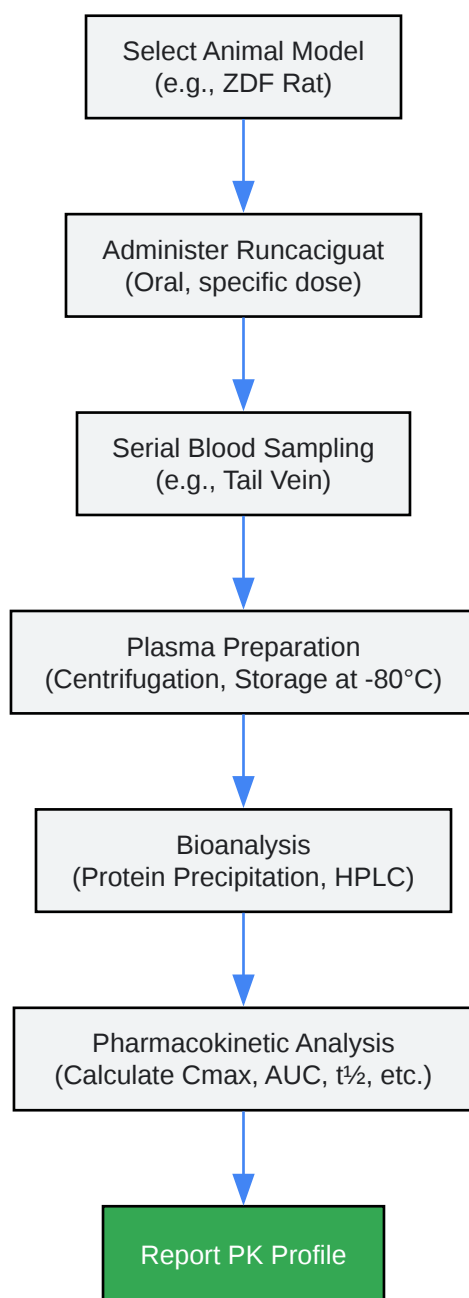 Select Animal Model
(e.g., ZDF Rat)
Administer Runcaciguat
(Oral, specific dose)
Serial Blood Sampling
(e.g., Tail Vein)
Plasma Preparation
(Centrifugation, Storage at -80°C)
Bioanalysis
(Protein Precipitation, HPLC)
Pharmacokinetic Analysis
(Calculate Cmax, AUC, t½, etc.)
Report PK Profile